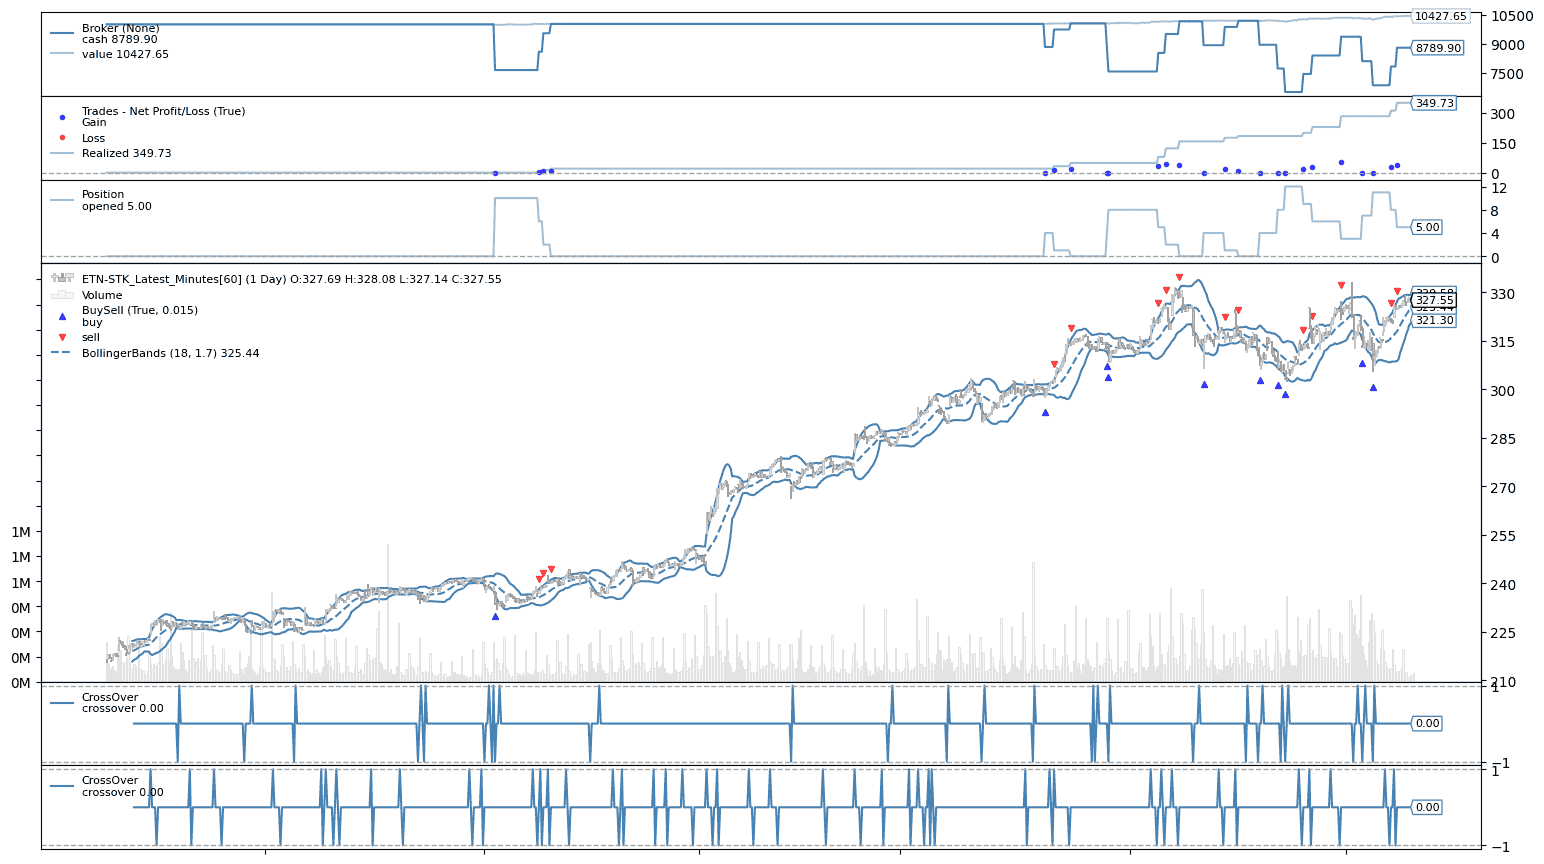 Broker (None)
cash 8789.90
value 10427.65
10427.65
8789.90
10500
9000
7500
Trades - Net Profit/Loss (True)
Gain
Loss
Realized 349.73
349.73
300
150
0
Position
opened 5.00
5.00
12
8
4
0
ETN-STK_Latest_Minutes[60] (1 Day) O:327.69 H:328.08 L:327.14 C:327.55
Volume
BuySell (True, 0.015)
buy
sell
BollingerBands (18, 1.7) 325.44
327.55
321.30
330
315
300
285
270
255
240
225
210
1M
1M
1M
0M
0M
0M
0M
CrossOver
crossover 0.00
0.00
1
−1
CrossOver
crossover 0.00
0.00
1
−1